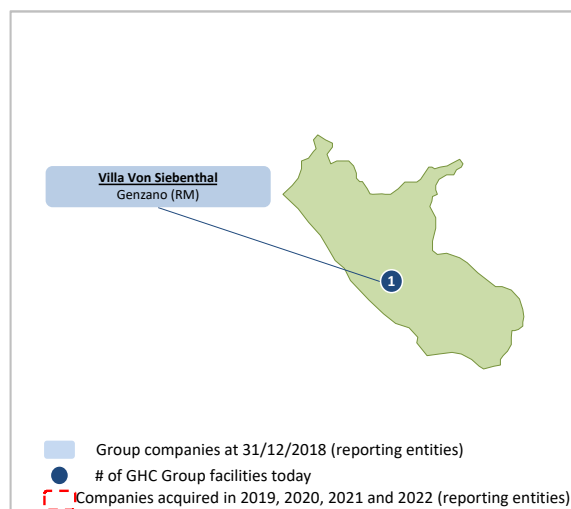 Villa Von Siebenthal
Genzano (RM)
1
Group companies at 31/12/2018 (reporting entities)
# of GHC Group facilities today
Companies acquired in 2019, 2020, 2021 and 2022 (reporting entities)